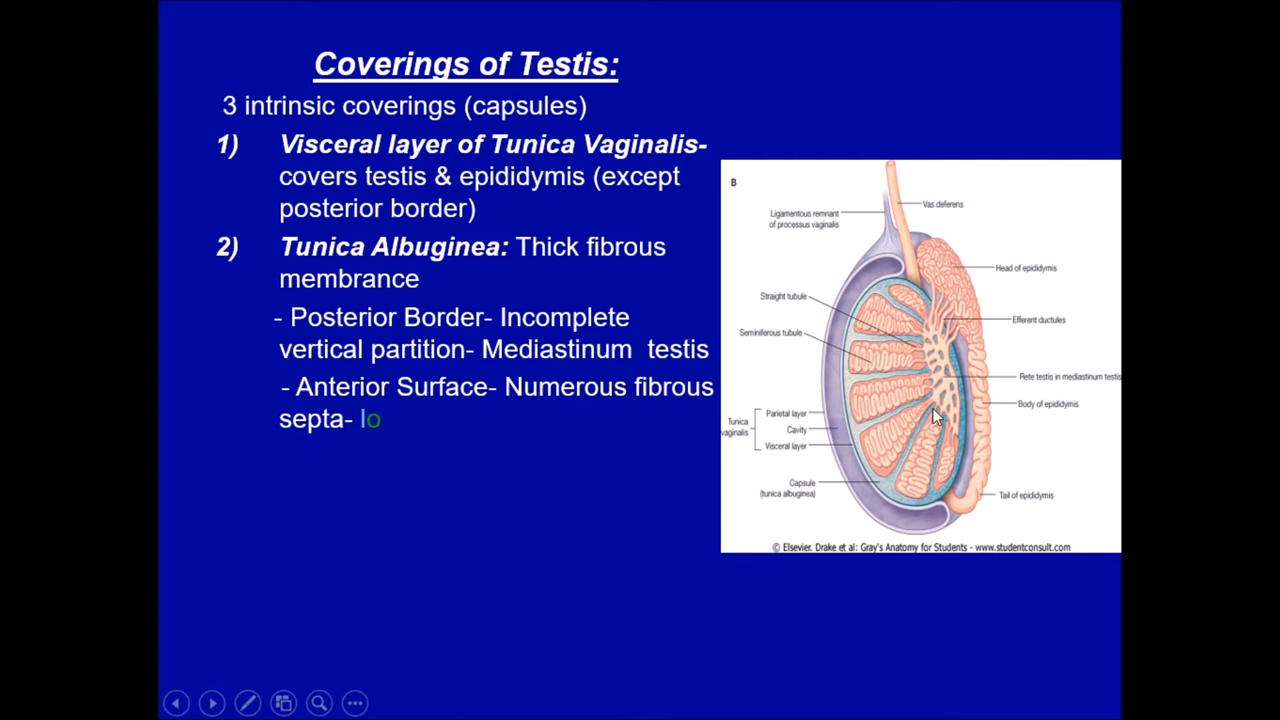 Coverings of Testis:
3 intrinsic coverings (capsules)
1) Visceral layer of Tunica Vaginalis-
covers testis & epididymis (except
posterior border)
2) Tunica Albuginea: Thick fibrous
membrance
- Posterior Border- Incomplete
vertical partition- Mediastinum testis
- Anterior Surface- Numerous fibrous
septa- lo
B
Vas deferens
Ligamentous remnant
of processus vaginalis
Head of epididymis
Straight tubule
Efferent ductules
Seminiferous tubule
Rete testis in mediastinum testis
Body of epididymis
Tunica
vaginalis
Parietal layer
Cavity
Visceral layer
Capsule
(tunica albuginea)
Tail of epididymis
© Elsevier. Drake et al: Gray's Anatomy for Students - www.studentconsult.com